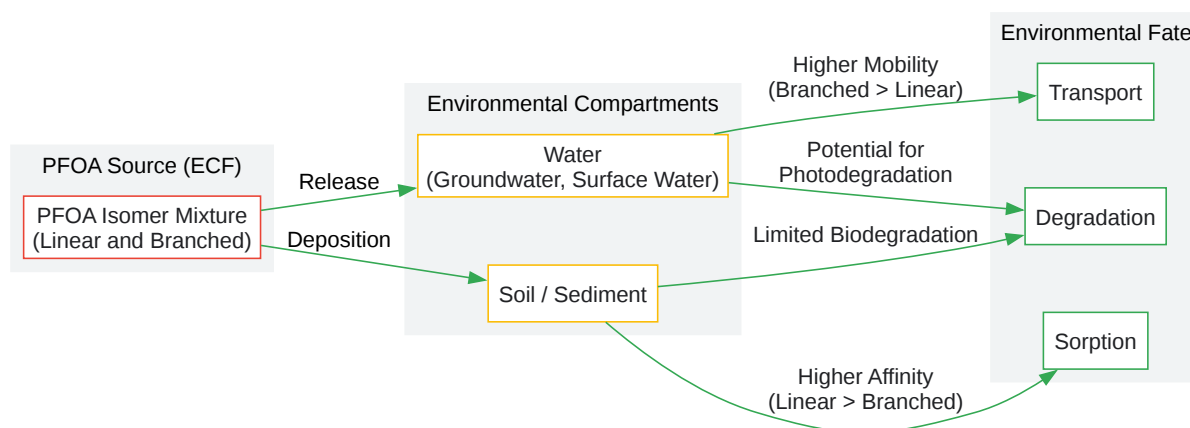 PFOA Source (ECF)
PFOA Isomer Mixture
(Linear and Branched)
Release
Deposition
Environmental Compartments
Water
(Groundwater, Surface Water)
Soil / Sediment
Higher Mobility
(Branched > Linear)
Potential for
Photodegradation
Limited Biodegradation
Higher Affinity
(Linear > Branched)
Environmental Fate
Transport
Degradation
Sorption